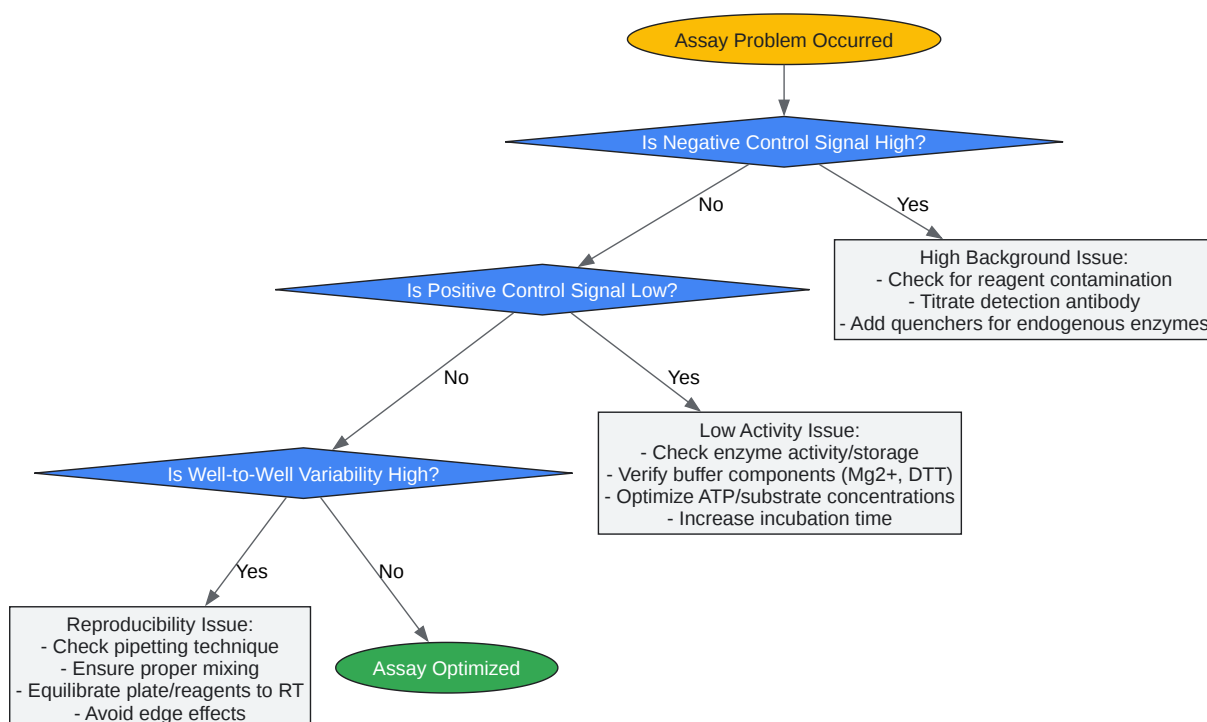 Assay Problem Occurred
Is Negative Control Signal High?
No
Yes
High Background Issue:
- Check for reagent contamination
- Titrate detection antibody
- Add quenchers for endogenous enzymes
Is Positive Control Signal Low?
No
Yes
Low Activity Issue:
- Check enzyme activity/storage
- Verify buffer components (Mg2+, DTT)
- Optimize ATP/substrate concentrations
- Increase incubation time
Is Well-to-Well Variability High?
Yes
No
Reproducibility Issue:
- Check pipetting technique
- Ensure proper mixing
- Equilibrate plate/reagents to RT
- Avoid edge effects
Assay Optimized